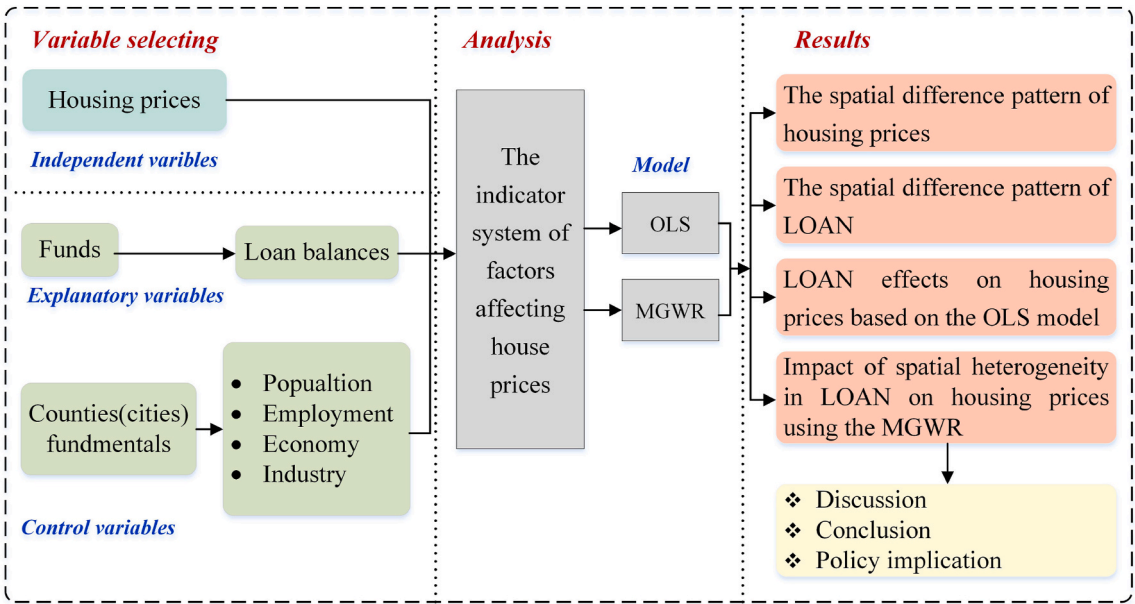 Variable selecting
Housing prices
Independent varibles
Funds
Loan balances
Explanatory variables
Counties(cities)
fundmentals
• Popualtion
• Employment
• Economy
• Industry
Control variables
Analysis
The
indicator
system of
factors
affecting
house
prices
Model
OLS
MGWR
Results
The spatial difference pattern of
housing prices
The spatial difference pattern of
LOAN
LOAN effects on housing
prices based on the OLS model
Impact of spatial heterogeneity
in LOAN on housing prices
using the MGWR
❖ Discussion
❖ Conclusion
❖ Policy implication